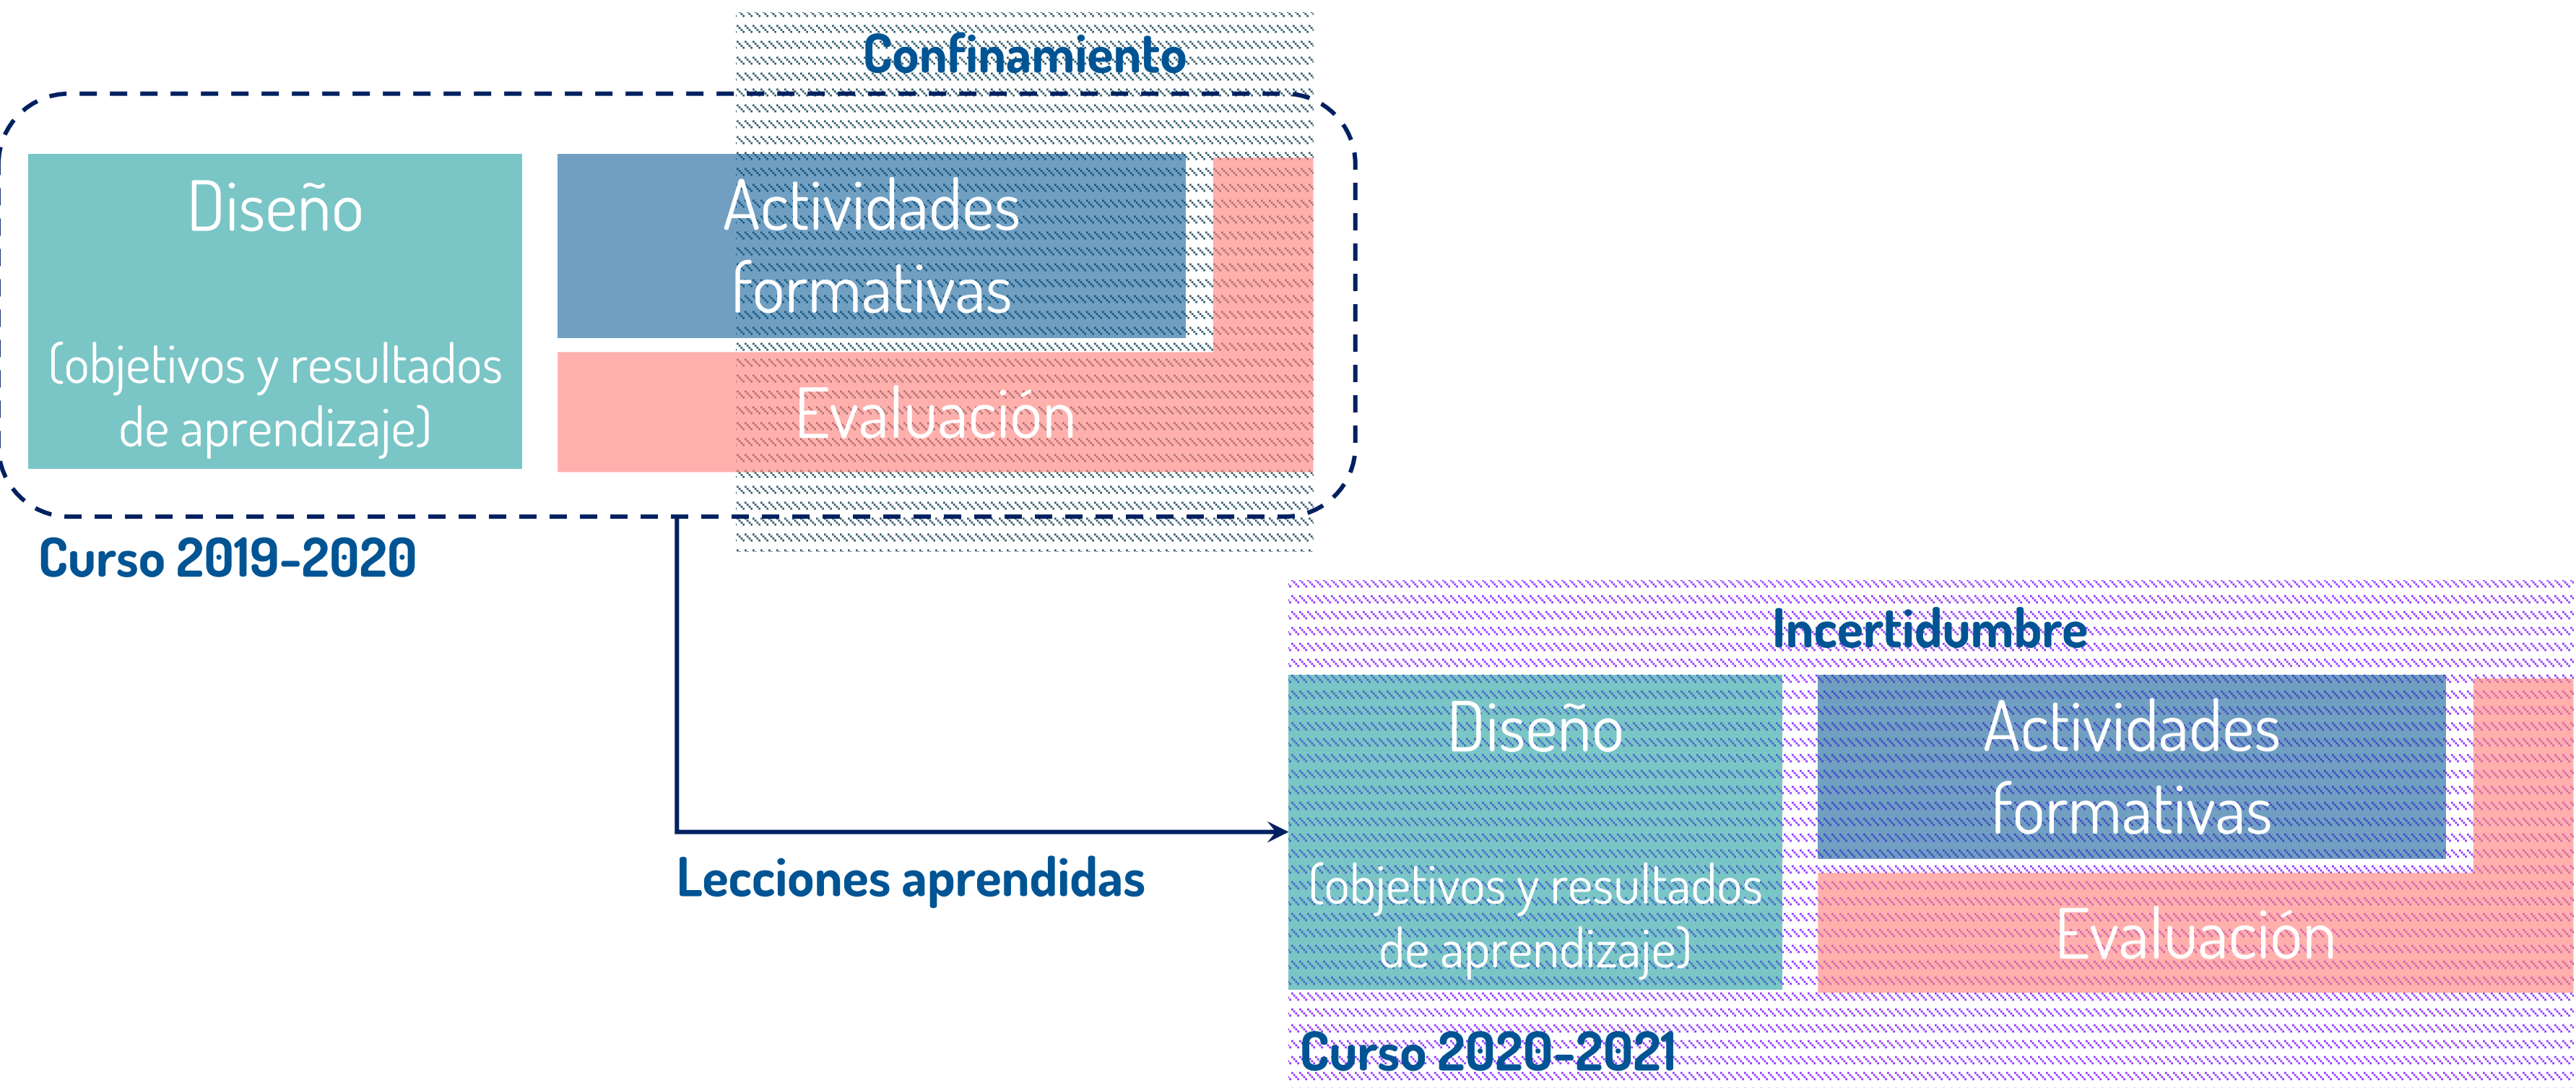 Confinamiento
Diseño
(objetivos y resultados
de aprendizaje)
Actividades
formativas
Evaluación
Curso 2019-2020
Lecciones aprendidas
Incertidumbre
Diseño
(objetivos y resultados
de aprendizaje)
Actividades
formativas
Evaluación
Curso 2020-2021